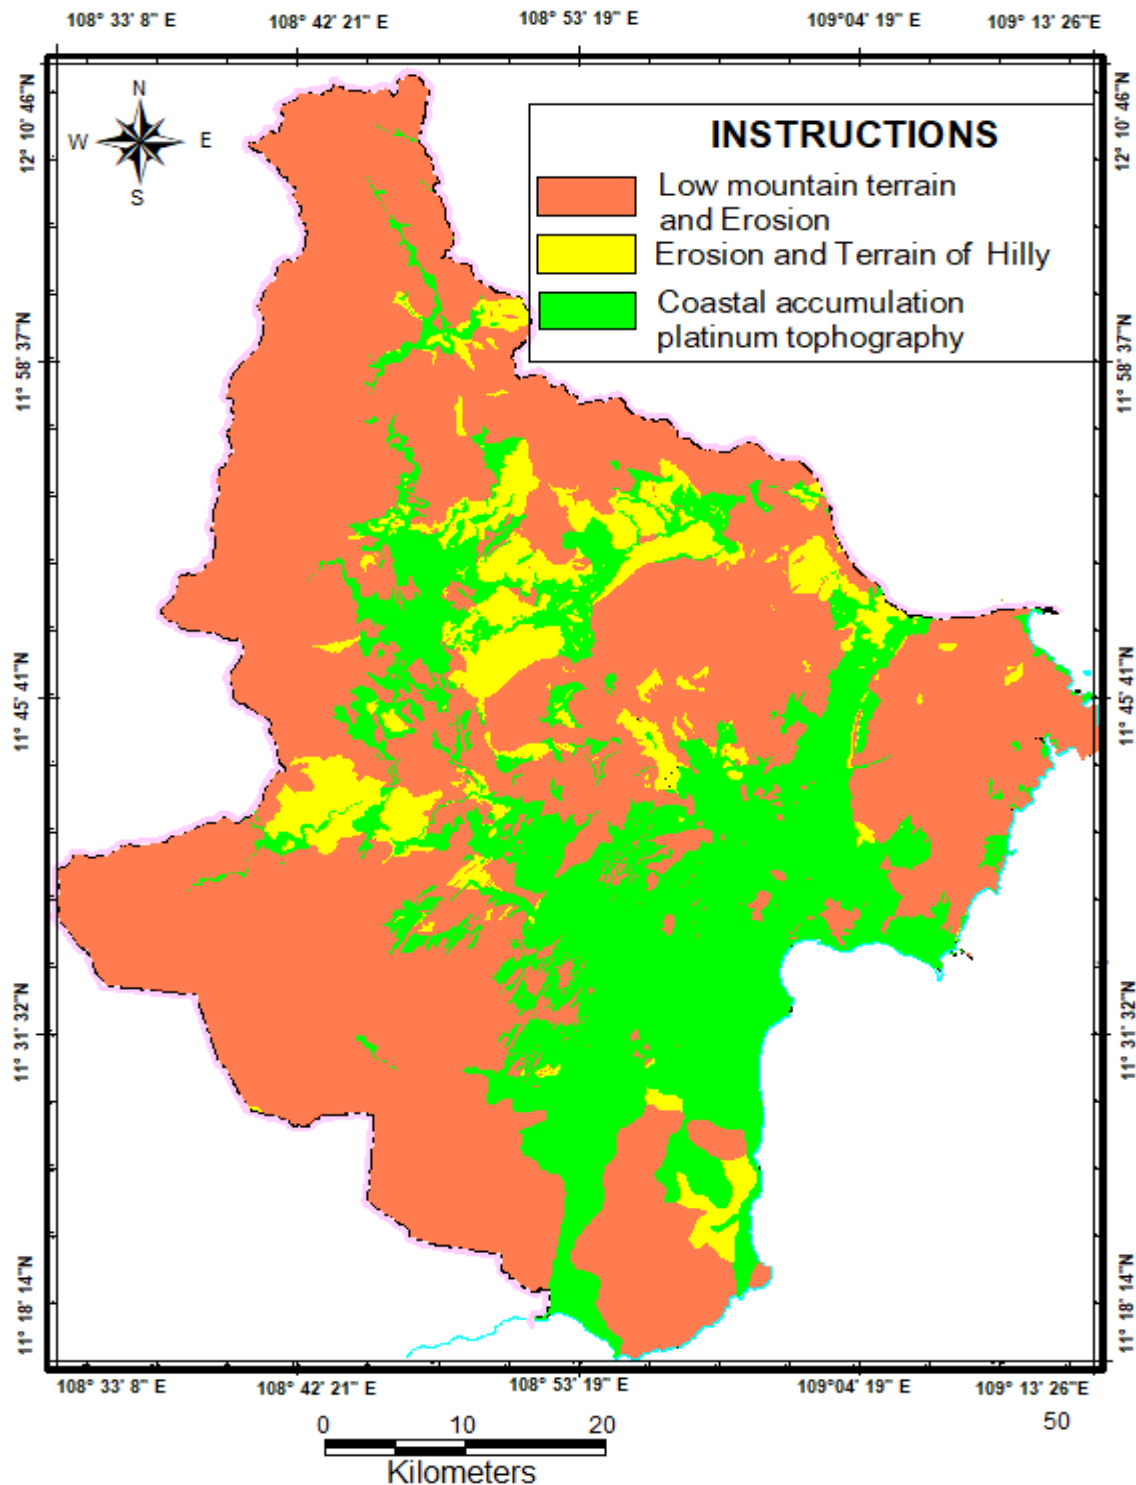 108° 33' 8" E 108° 42' 21" E 108° 53' 19" E 109° 04' 19" E 109° 13' 26" E
12° 10' 46"N
12° 10' 46"N
N
W E
S
INSTRUCTIONS
Low mountain terrain
and Erosion
Erosion and Terrain of Hilly
Coastal accumulation
platinum tophography
11° 58' 37"N
11° 58' 37"N
11° 45' 41"N
11° 45' 41"N
11° 31' 32"N
11° 31' 32"N
11° 18' 14"N
11° 18' 14"N
108° 33' 8" E 108° 42' 21" E 108° 53' 19" E 109° 04' 19" E 109° 13' 26"E
0 10 20
50
Kilometers